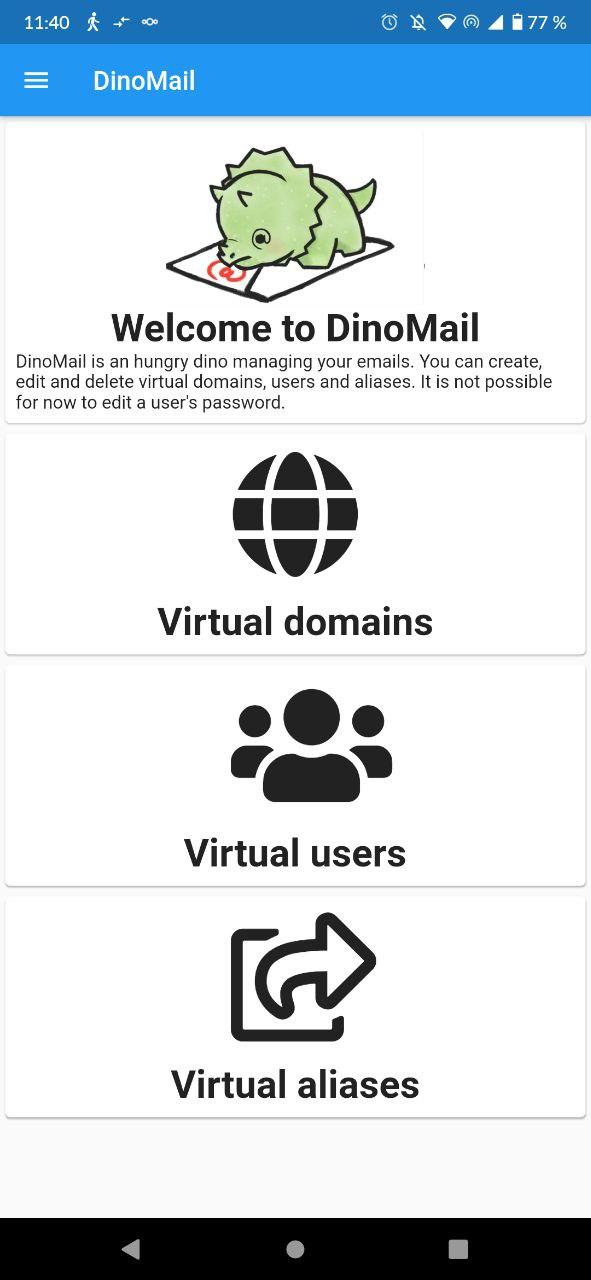 11:40
77 %
DinoMail
@
Welcome to DinoMail
DinoMail is an hungry dino managing your emails. You can create,
edit and delete virtual domains, users and aliases. It is not possible
for now to edit a user's password.
Virtual domains
Virtual users
Virtual aliases